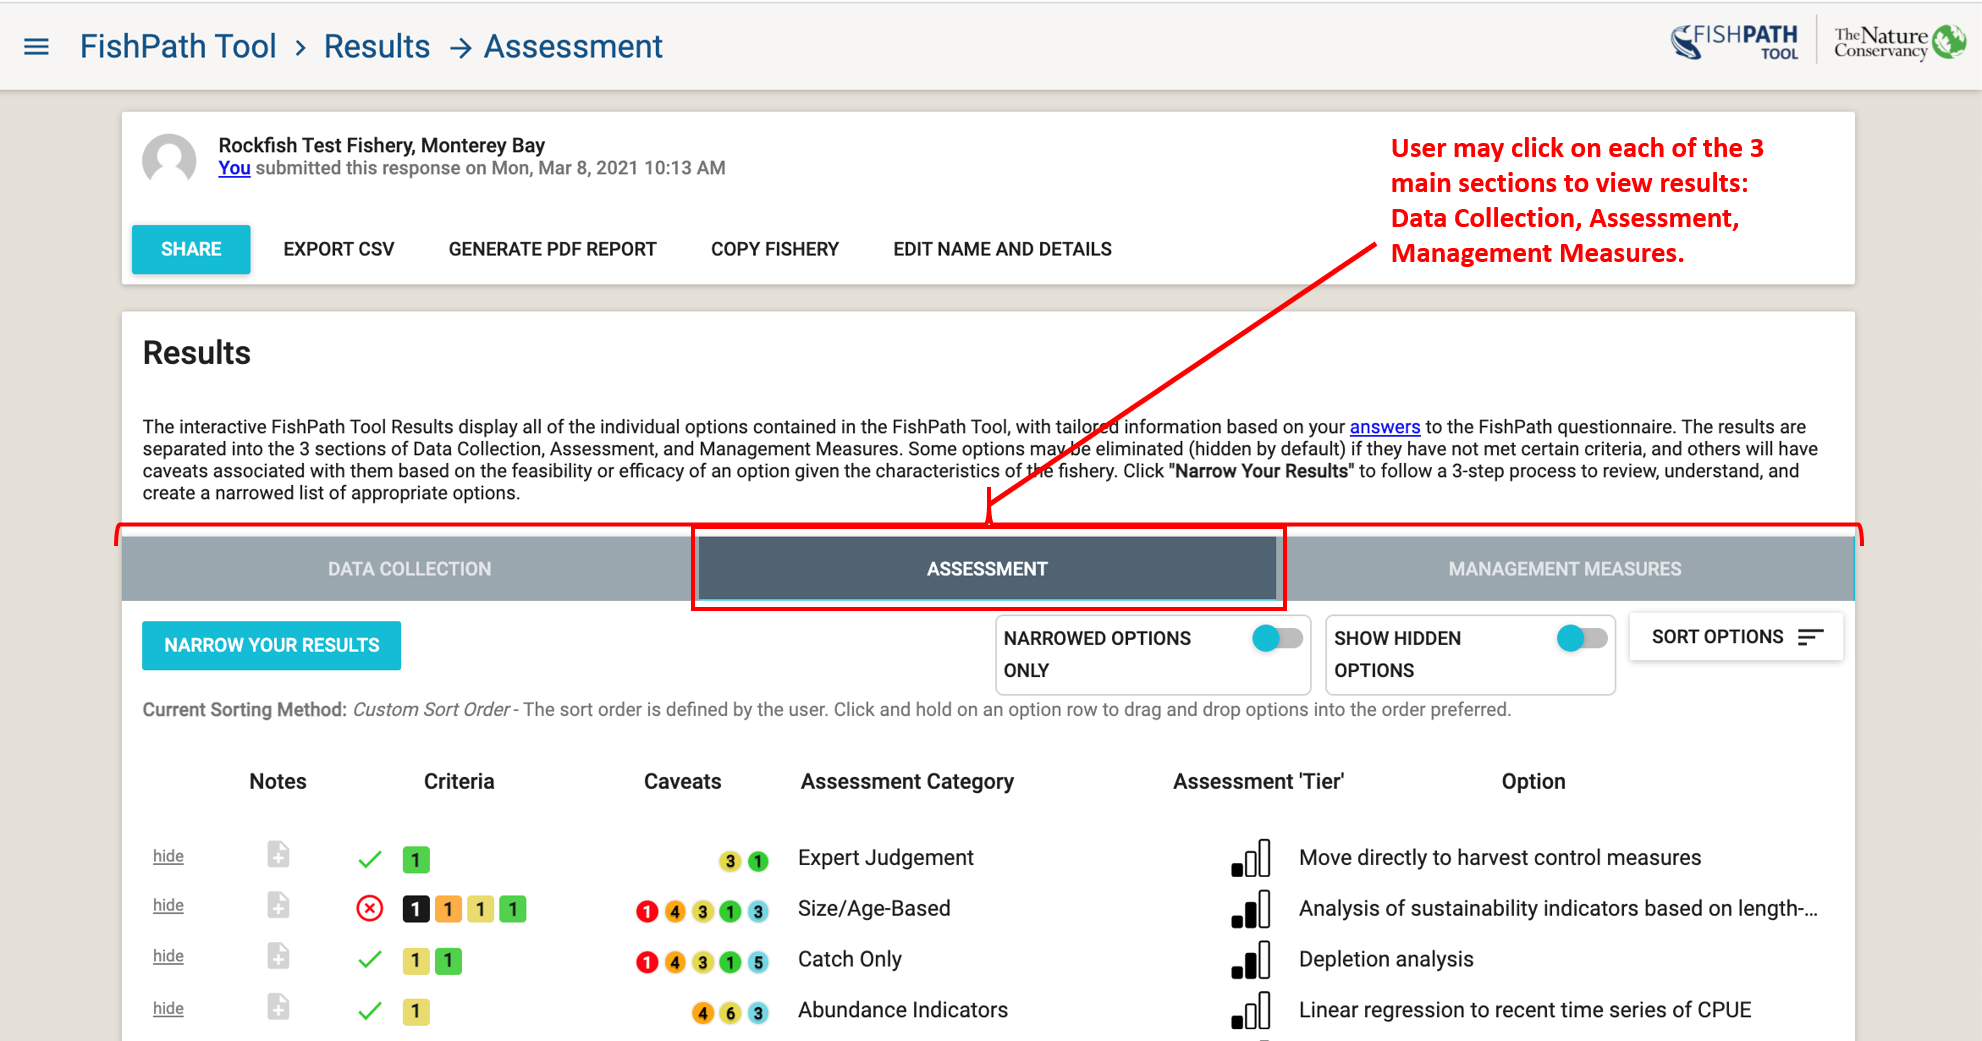 FishPath Tool > Results → Assessment
FISHPATH
TOOL
The Nature
Conservancy
Rockfish Test Fishery, Monterey Bay
You submitted this response on Mon, Mar 8, 2021 10:13 AM
User may click on each of the 3
main sections to view results:
Data Collection, Assessment,
Management Measures.
SHARE EXPORT CSV GENERATE PDF REPORT COPY FISHERY EDIT NAME AND DETAILS
Results
The interactive FishPath Tool Results display all of the individual options contained in the FishPath Tool, with tailored information based on your answers to the FishPath questionnaire. The results are
separated into the 3 sections of Data Collection, Assessment, and Management Measures. Some options may be eliminated (hidden by default) if they have not met certain criteria, and others will have
caveats associated with them based on the feasibility or efficacy of an option given the characteristics of the fishery. Click "Narrow Your Results" to follow a 3-step process to review, understand, and
create a narrowed list of appropriate options.
DATA COLLECTION ASSESSMENT MANAGEMENT MEASURES
NARROW YOUR RESULTS
NARROWED OPTIONS
ONLY
SHOW HIDDEN
OPTIONS
SORT OPTIONS
Current Sorting Method: Custom Sort Order - The sort order is defined by the user. Click and hold on an option row to drag and drop options into the order preferred.
Notes Criteria Caveats Assessment Category Assessment 'Tier' Option
hide 1 3 1 Expert Judgement Move directly to harvest control measures
hide 1 1 1 1 1 4 3 1 3 Size/Age-Based Analysis of sustainability indicators based on length-...
hide 1 1 1 4 3 1 5 Catch Only Depletion analysis
hide 1 4 6 3 Abundance Indicators Linear regression to recent time series of CPUE